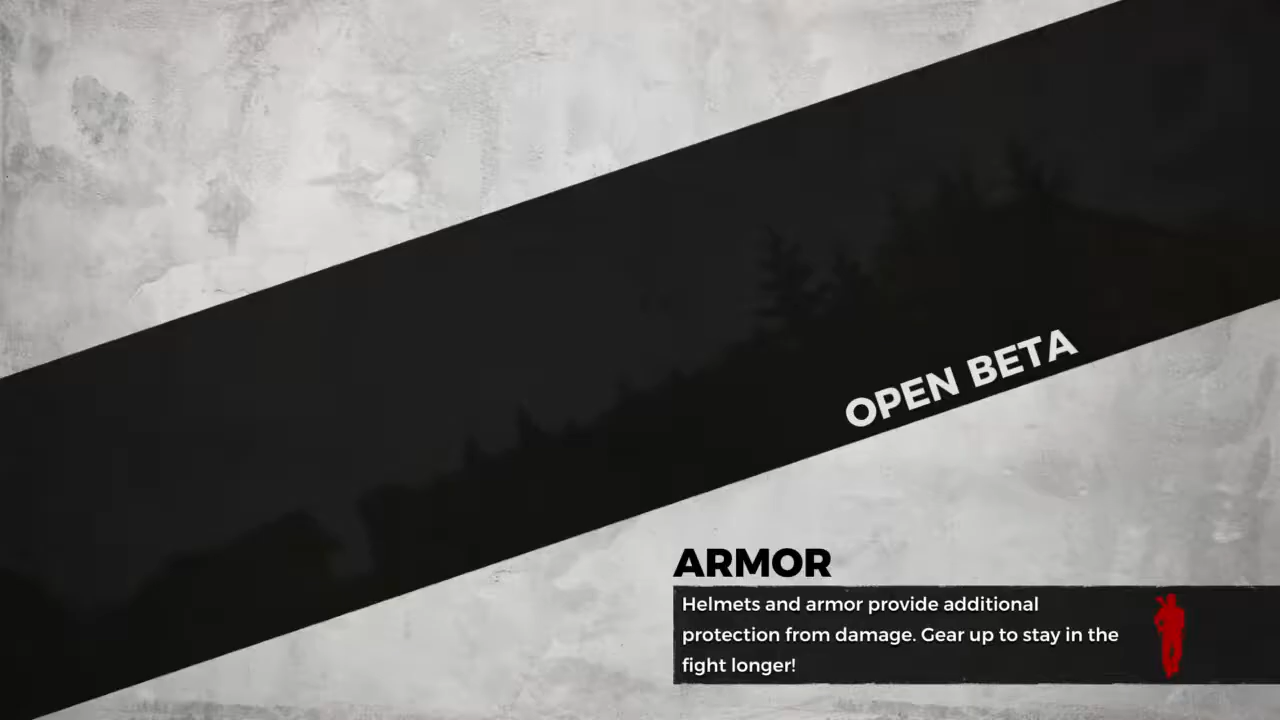 OPEN BETA
ARMOR
Helmets and armor provide additional
protection from damage. Gear up to stay in the
fight longer!